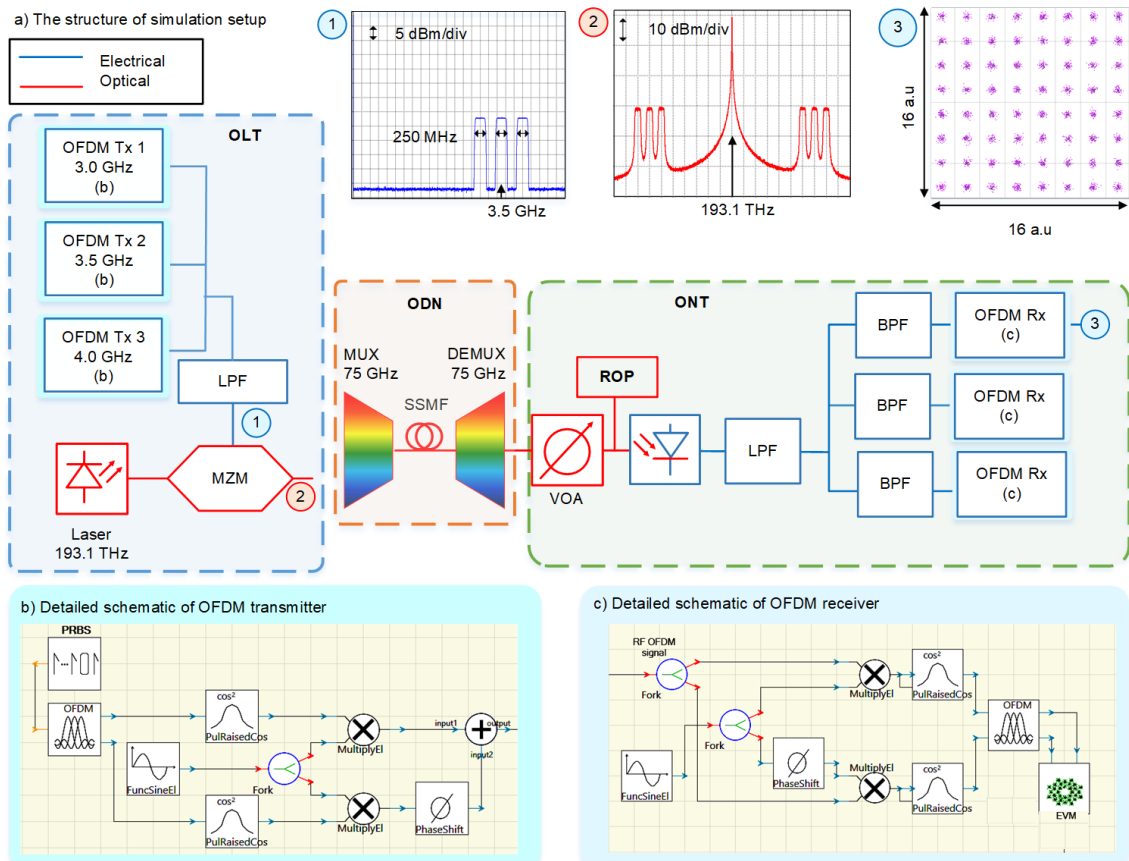 a) The structure of simulation setup
Electrical
Optical
1
5 dBm/div
250 MHz
3.5 GHz
2
10 dBm/div
193.1 THz
3
16 a.u
16 a.u
OLT
OFDM Tx 1
3.0 GHz
(b)
OFDM Tx 2
3.5 GHz
(b)
OFDM Tx 3
4.0 GHz
(b)
LPF
1
MZM
2
Laser
193.1 THz
ODN
MUX
75 GHz
DEMUX
75 GHz
SSMF
ONT
ROP
VOA
LPF
BPF
OFDM Rx
(c)
3
BPF
OFDM Rx
(c)
BPF
OFDM Rx
(c)
b) Detailed schematic of OFDM transmitter
PRBS
OFDM
cos²
PulRaisedCos
FuncSineEl
Fork
MultiplyEl
input1
output
input2
cos²
PulRaisedCos
MultiplyEl
PhaseShift
c) Detailed schematic of OFDM receiver
RF OFDM
signal
Fork
MultiplyEl
cos²
PulRaisedCos
OFDM
Fork
FuncSineEl
PhaseShift
MultiplyEl
cos²
PulRaisedCos
EVM